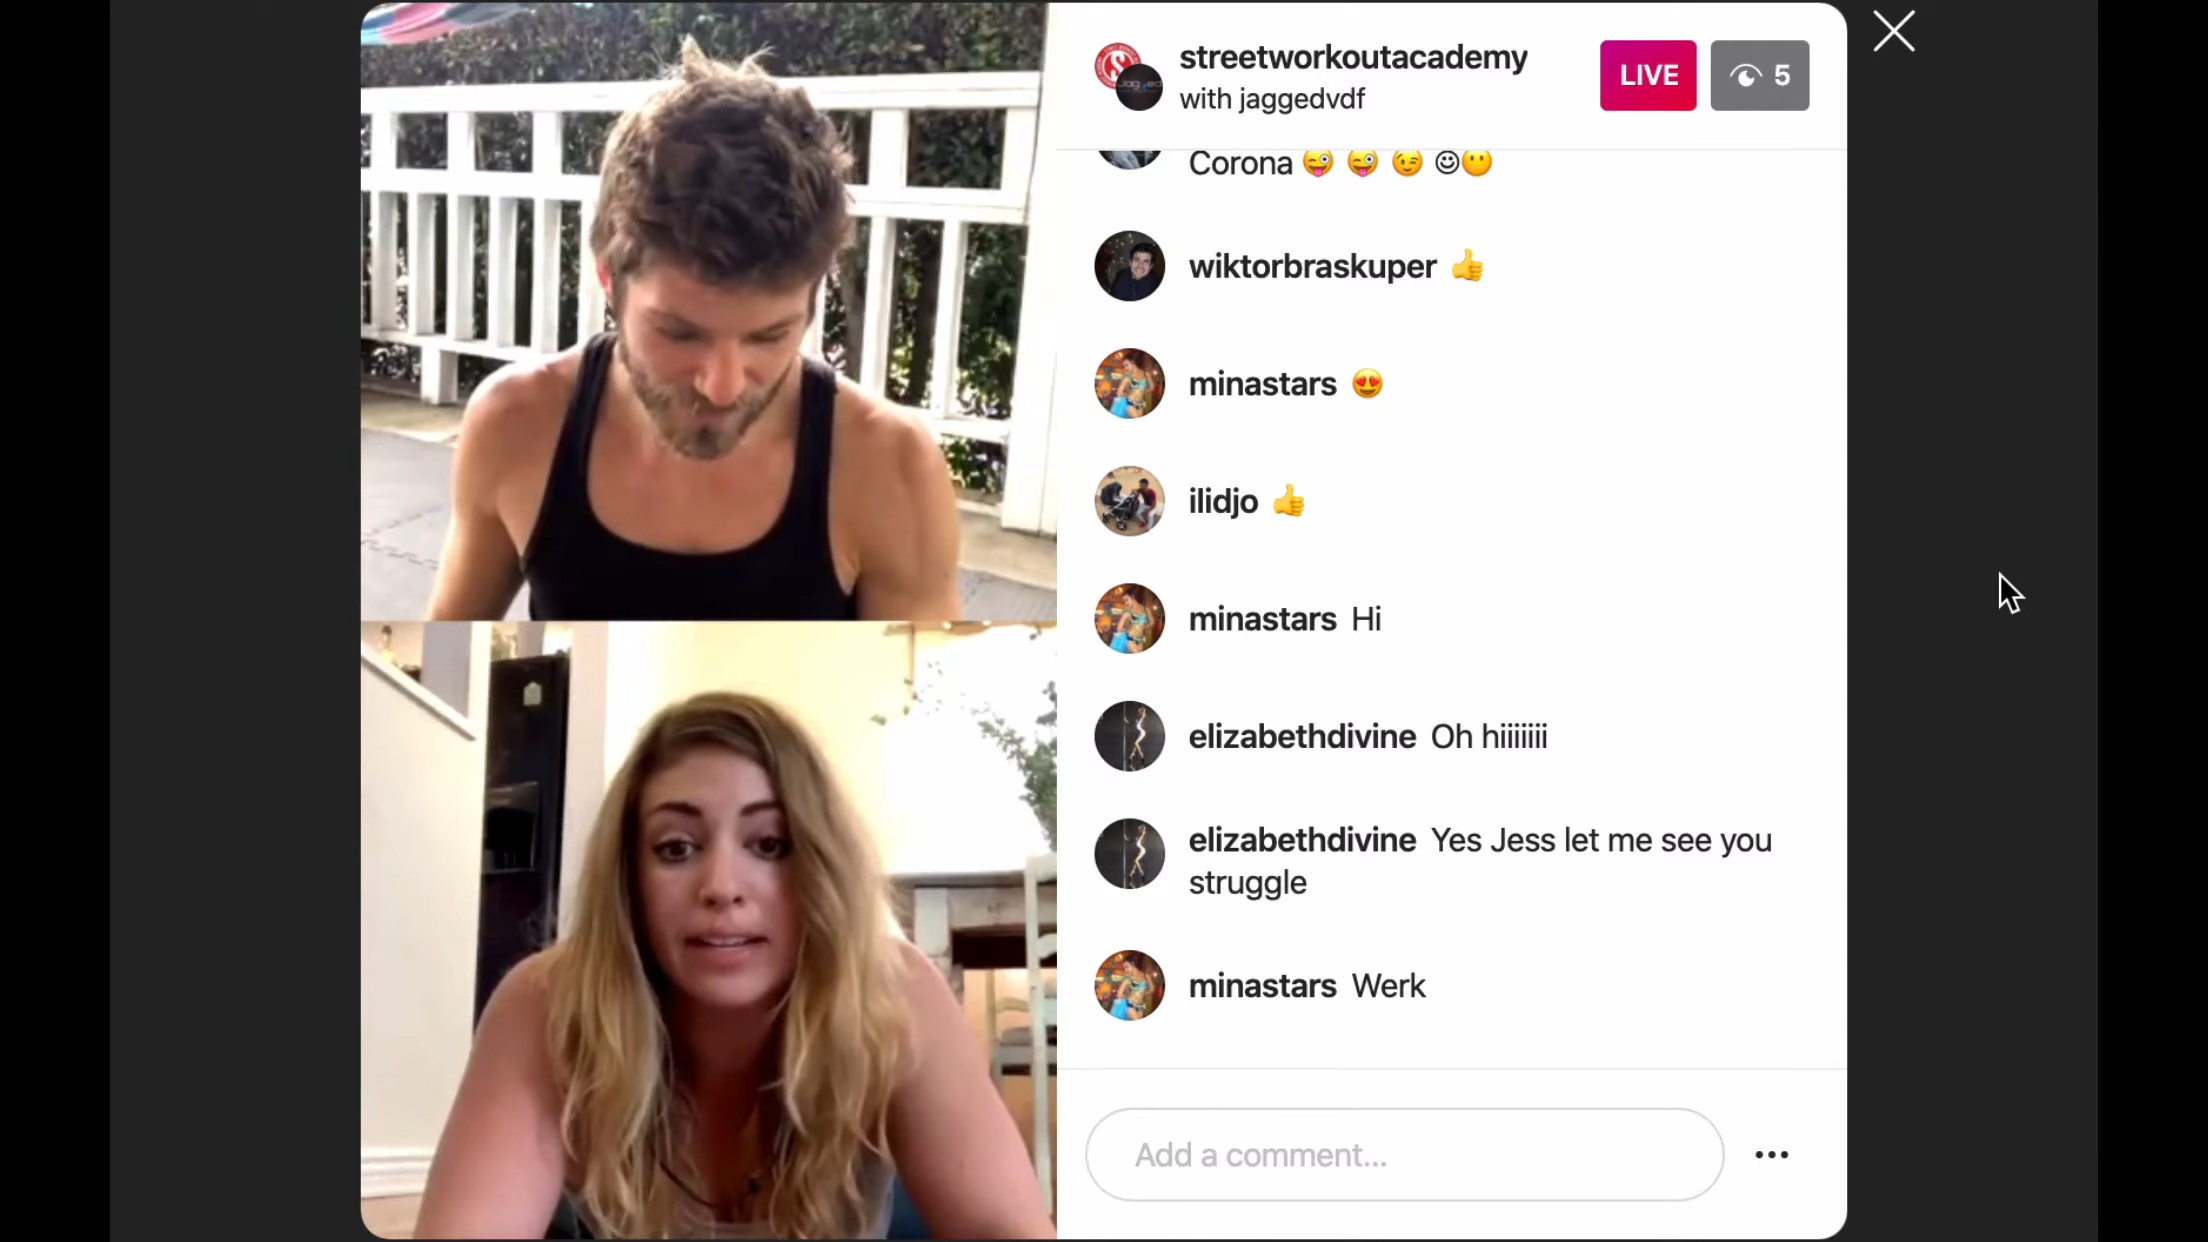 streetworkoutacademy
with jaggedvdf
LIVE
5
Corona 😜 😜 😉 ☺😶
wiktorbraskuper 👍
minastars 😍
ilidjo 👍
minastars Hi
elizabethdivine Oh hiiiiiii
elizabethdivine Yes Jess let me see you
struggle
minastars Werk
Add a comment...